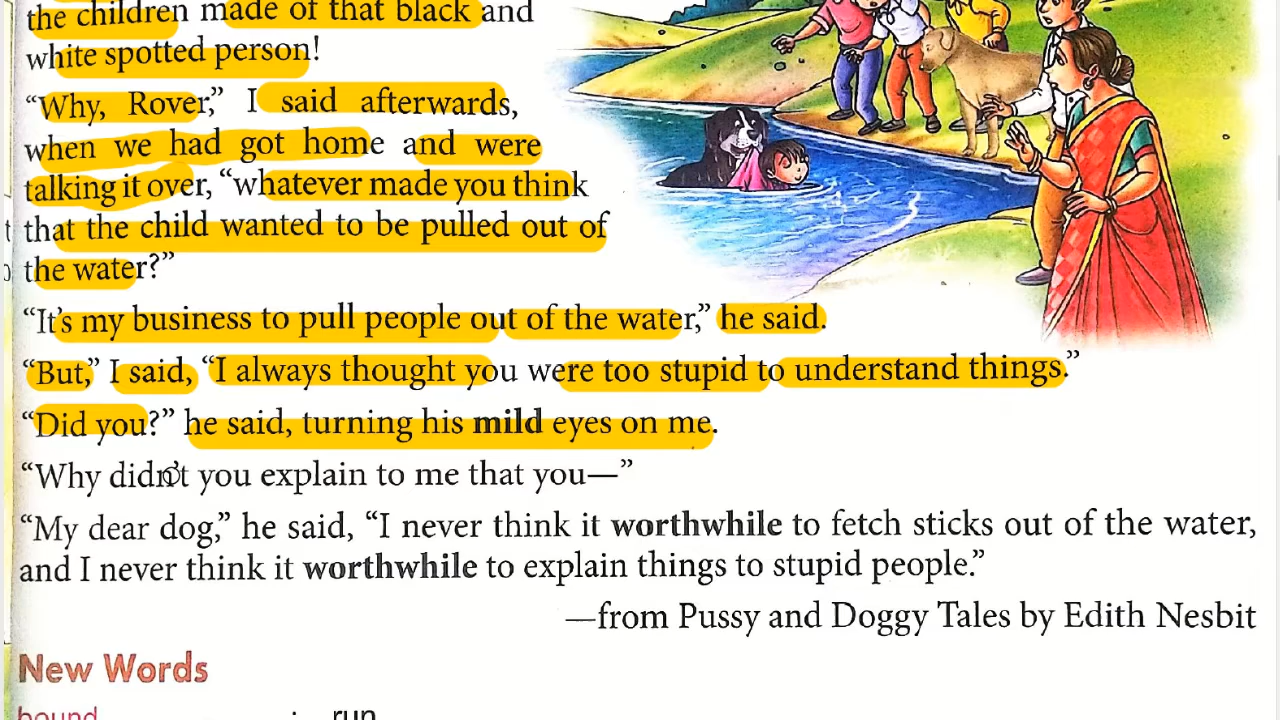 the children made of that black and
white spotted person!
“Why, Rover,” I said afterwards,
when we had got home and were
talking it over, “whatever made you think
that the child wanted to be pulled out of
the water?”
“It’s my business to pull people out of the water,” he said.
“But,” I said, “I always thought you were too stupid to understand things.”
“Did you?” he said, turning his mild eyes on me.
“Why didn’t you explain to me that you—”
“My dear dog,” he said, “I never think it worthwhile to fetch sticks out of the water,
and I never think it worthwhile to explain things to stupid people.”
—from Pussy and Doggy Tales by Edith Nesbit
New Words
bound run